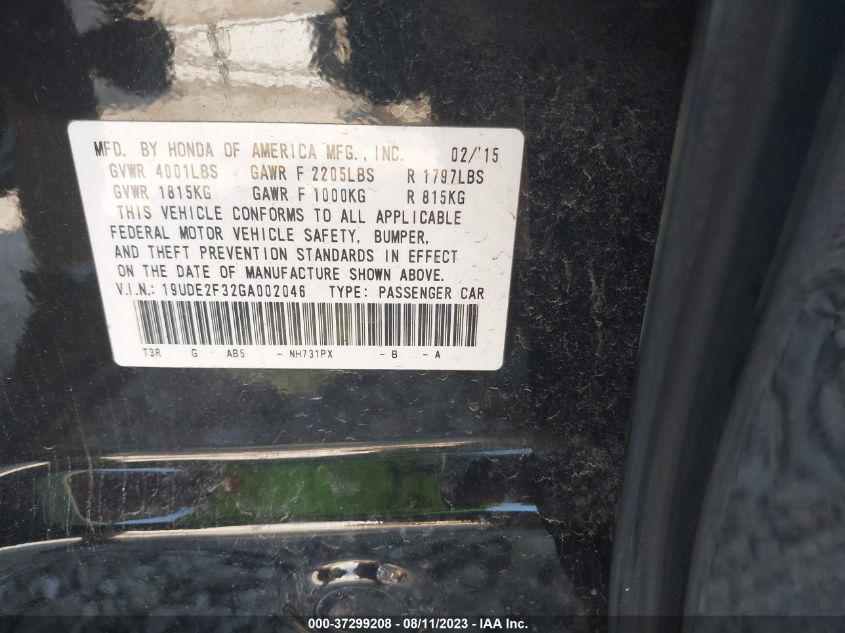 MFD. BY HONDA OF AMERICA MFG., INC. 02/'15
GVWR 4001LBS GAWR F 2205LBS R 1797LBS
GVWR 1815KG GAWR F 1000KG R 815KG
THIS VEHICLE CONFORMS TO ALL APPLICABLE
FEDERAL MOTOR VEHICLE SAFETY, BUMPER,
AND THEFT PREVENTION STANDARDS IN EFFECT
ON THE DATE OF MANUFACTURE SHOWN ABOVE.
V.I.N.: 19UDE2F32GA002046 TYPE: PASSENGER CAR
T3R G AB5 - NH731PX - B - A
000-37299208 - 08/11/2023 - IAA Inc.